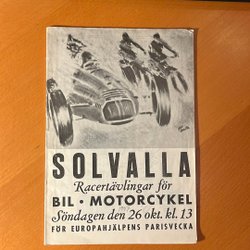 SOLVALLA
Racertävlingar för
BIL • MOTORCYKEL
Söndagen den 26 okt. kl. 13
FÖR EUROPAHJÄLPENS PARISVECKA